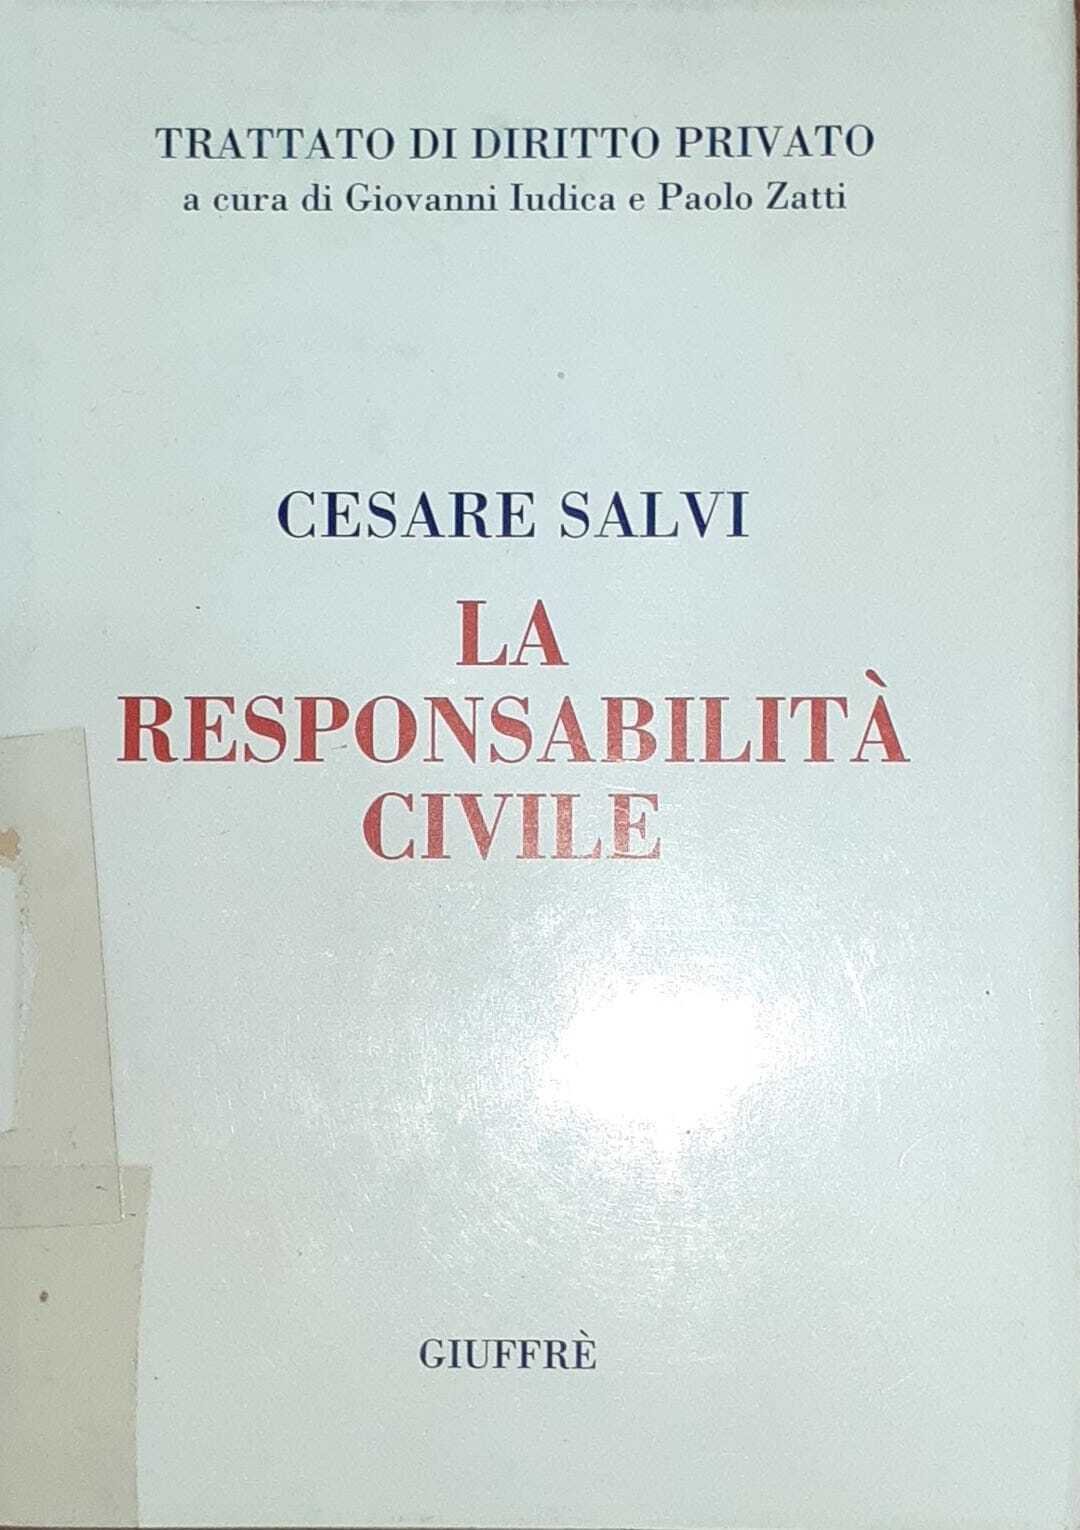 TRATTATO DI DIRITTO PRIVATO
a cura di Giovanni Iudica e Paolo Zatti
CESARE SALVI
LA
RESPONSABILITÀ
CIVILE
GIUFFRÈ